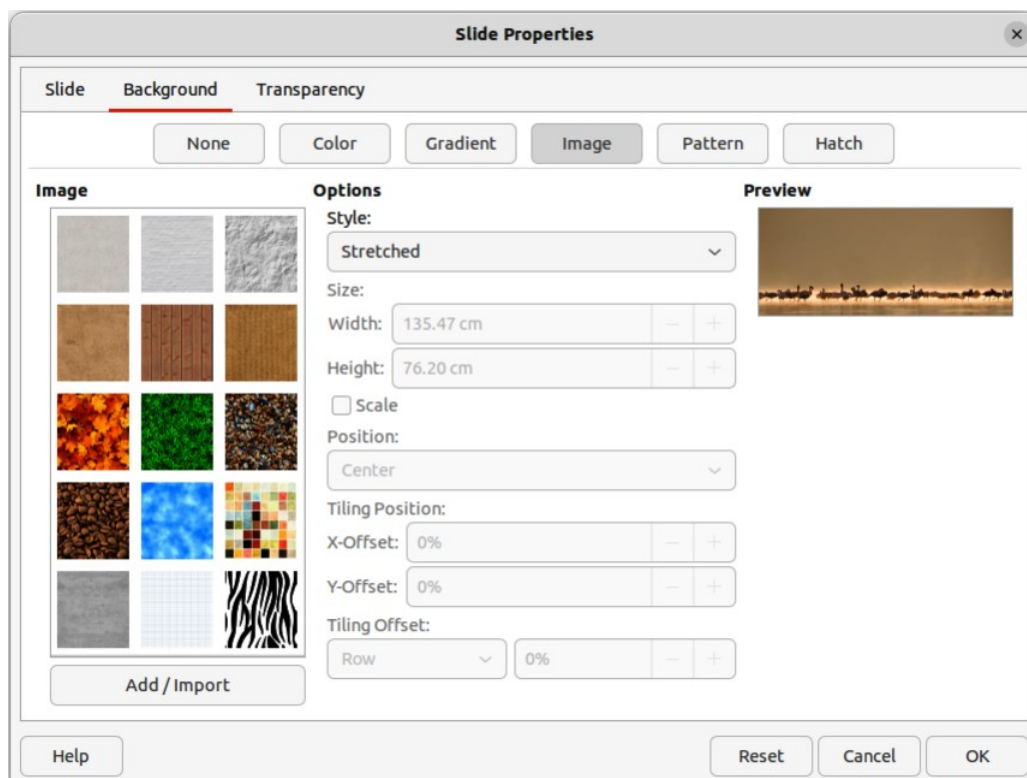 Slide Properties
Slide Background Transparency
None Color Gradient Image Pattern Hatch
Image
Options
Style:
Stretched
Size:
Width: 135.47 cm
Height: 76.20 cm
Scale
Position:
Center
Tiling Position:
X-Offset: 0%
Y-Offset: 0%
Tiling Offset:
Row 0%
Preview
Add / Import
Help Reset Cancel OK